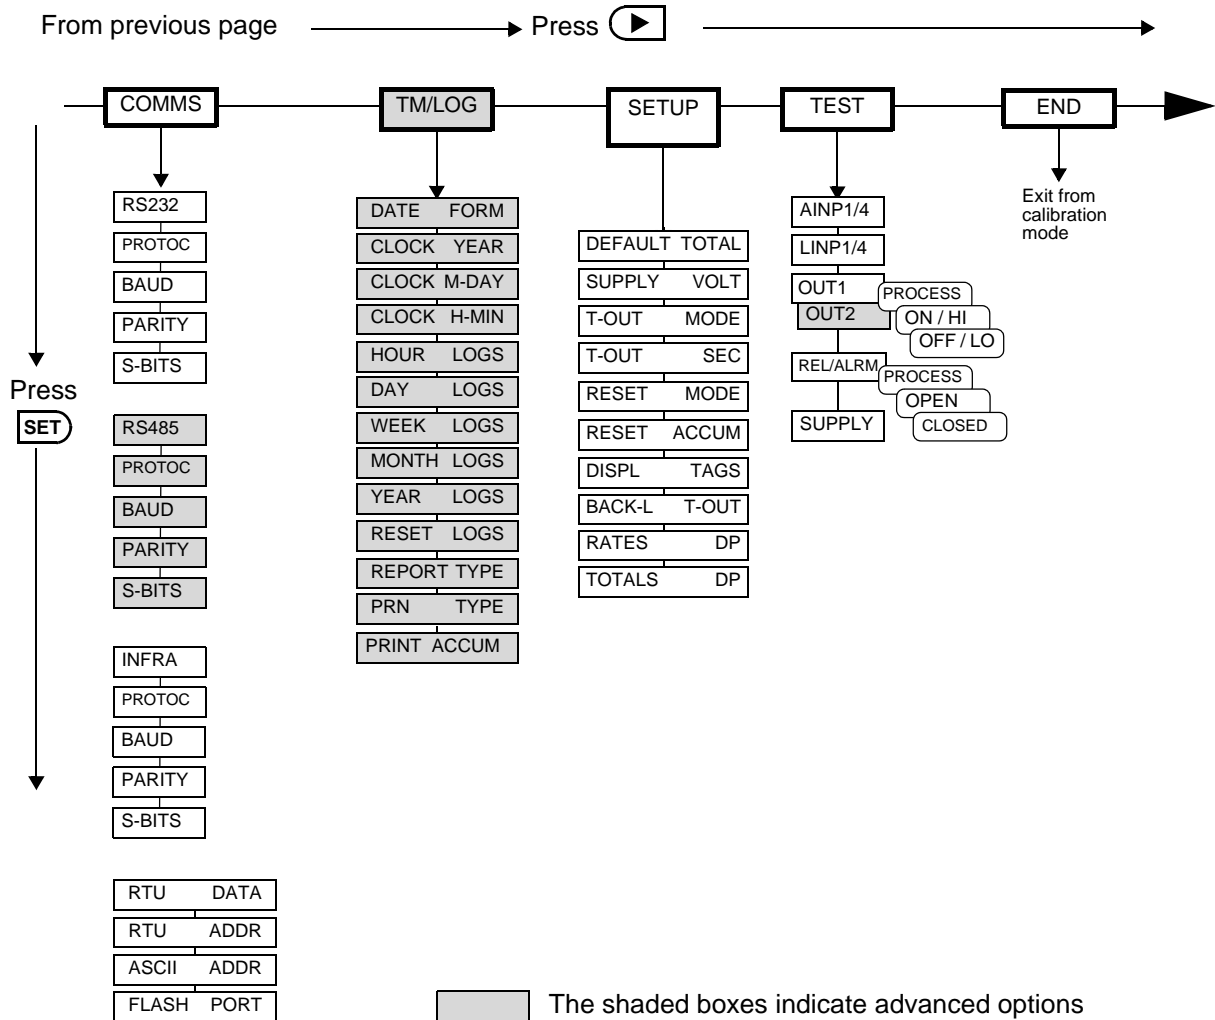 From previous page
Press
COMMS
TM/LOG
SETUP
TEST
END
Press
SET
RS232
PROTOC
BAUD
PARITY
S-BITS
RS485
PROTOC
BAUD
PARITY
S-BITS
INFRA
PROTOC
BAUD
PARITY
S-BITS
RTU DATA
RTU ADDR
ASCII ADDR
FLASH PORT
DATE FORM
CLOCK YEAR
CLOCK M-DAY
CLOCK H-MIN
HOUR LOGS
DAY LOGS
WEEK LOGS
MONTH LOGS
YEAR LOGS
RESET LOGS
REPORT TYPE
PRN TYPE
PRINT ACCUM
DEFAULT TOTAL
SUPPLY VOLT
T-OUT MODE
T-OUT SEC
RESET MODE
RESET ACCUM
DISPL TAGS
BACK-L T-OUT
RATES DP
TOTALS DP
AINP1/4
LINP1/4
OUT1
OUT2
PROCESS
ON / HI
OFF / LO
REL/ALRM
PROCESS
OPEN
CLOSED
SUPPLY
Exit from
calibration
mode
The shaded boxes indicate advanced options